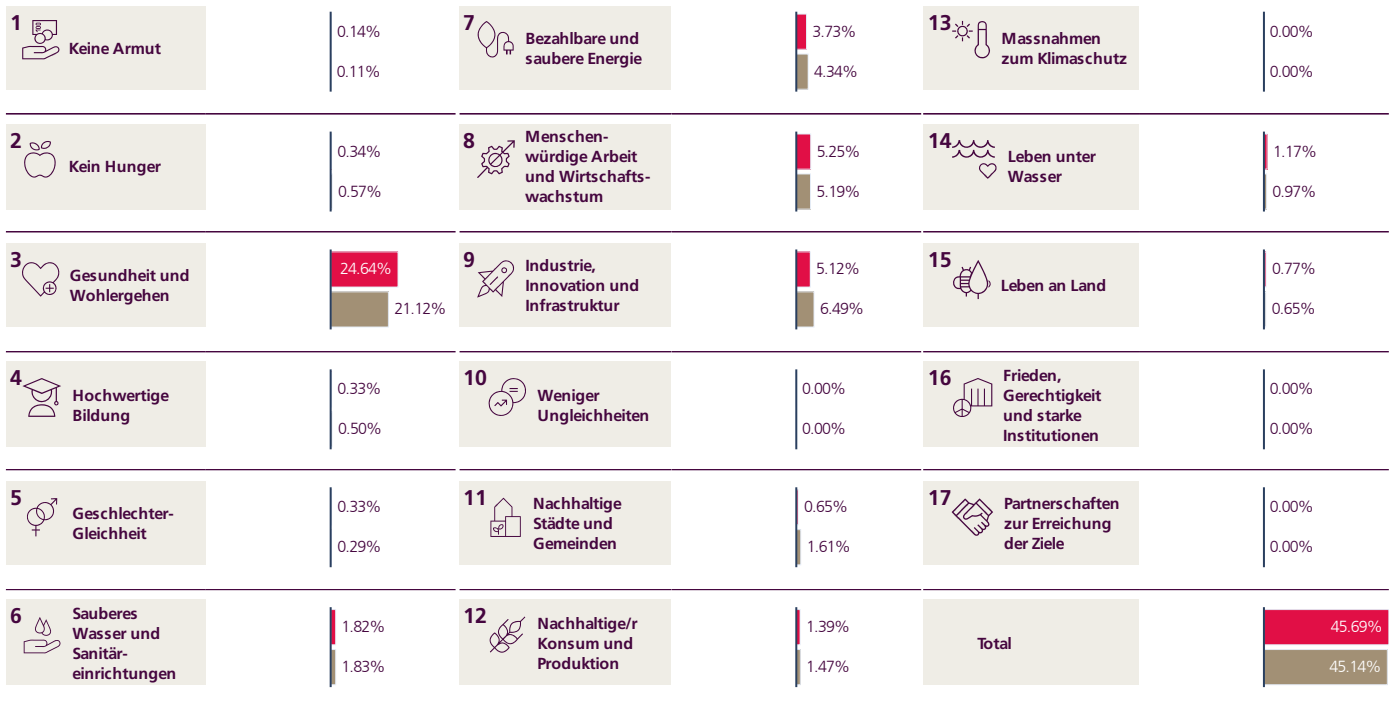 1
Keine Armut
0.14%
0.11%
2
Kein Hunger
0.34%
0.57%
3
Gesundheit und
Wohlergehen
24.64%
21.12%
4
Hochwertige
Bildung
0.33%
0.50%
5
Geschlechter-
Gleichheit
0.33%
0.29%
6
Sauberes
Wasser und
Sanitär-
einrichtungen
1.82%
1.83%
7
Bezahlbare und
saubere Energie
3.73%
4.34%
8
Menschen-
würdige Arbeit
und Wirtschafts-
wachstum
5.25%
5.19%
9
Industrie,
Innovation und
Infrastruktur
5.12%
6.49%
10
Weniger
Ungleichheiten
0.00%
0.00%
11
Nachhaltige
Städte und
Gemeinden
0.65%
1.61%
12
Nachhaltige/r
Konsum und
Produktion
1.39%
1.47%
13
Massnahmen
zum Klimaschutz
0.00%
0.00%
14
Leben unter
Wasser
1.17%
0.97%
15
Leben an Land
0.77%
0.65%
16
Frieden,
Gerechtigkeit
und starke
Institutionen
0.00%
0.00%
17
Partnerschaften
zur Erreichung
der Ziele
0.00%
0.00%
Total
45.69%
45.14%